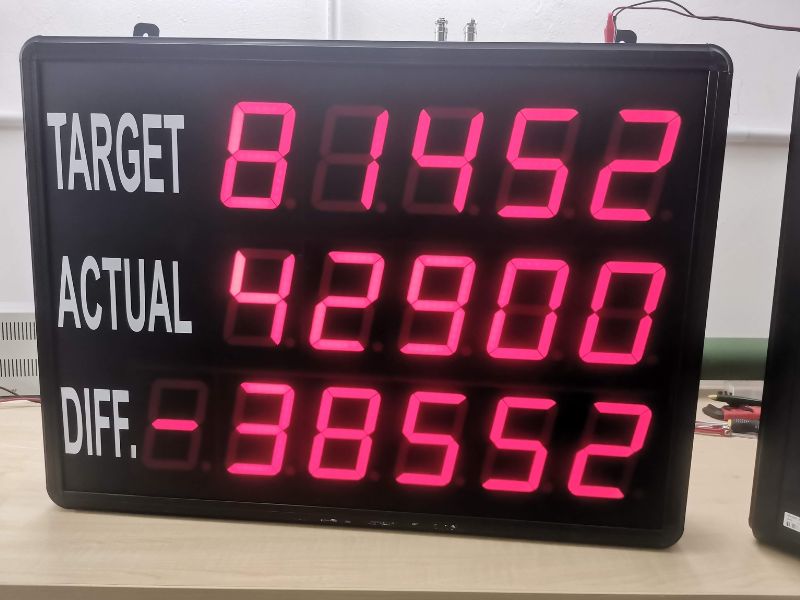 TARGET 81452
ACTUAL 42900
DIFF. -38552